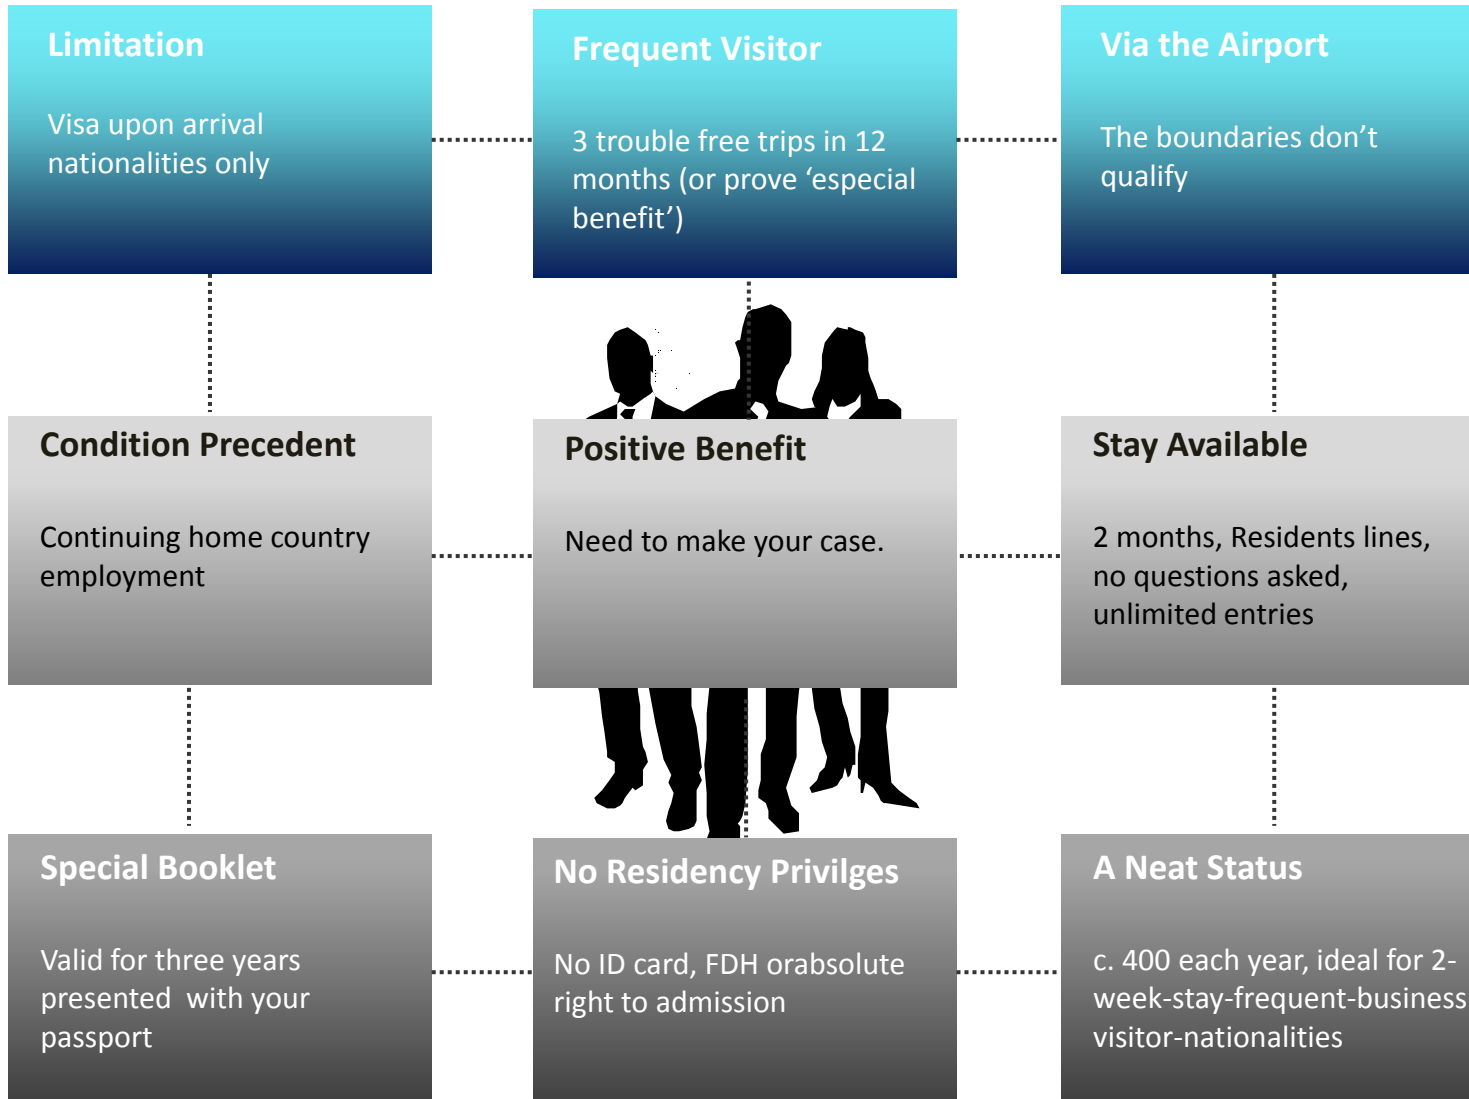 Limitation
Visa upon arrival
nationalities only
Frequent Visitor
3 trouble free trips in 12
months (or prove ‘especial
benefit’)
Via the Airport
The boundaries don’t
qualify
Condition Precedent
Continuing home country
employment
Positive Benefit
Need to make your case.
Stay Available
2 months, Residents lines,
no questions asked,
unlimited entries
Special Booklet
Valid for three years
presented  with your
passport
No Residency Privilges
No ID card, FDH orabsolute
right to admission
A Neat Status
c. 400 each year, ideal for 2-
week-stay-frequent-business
visitor-nationalities